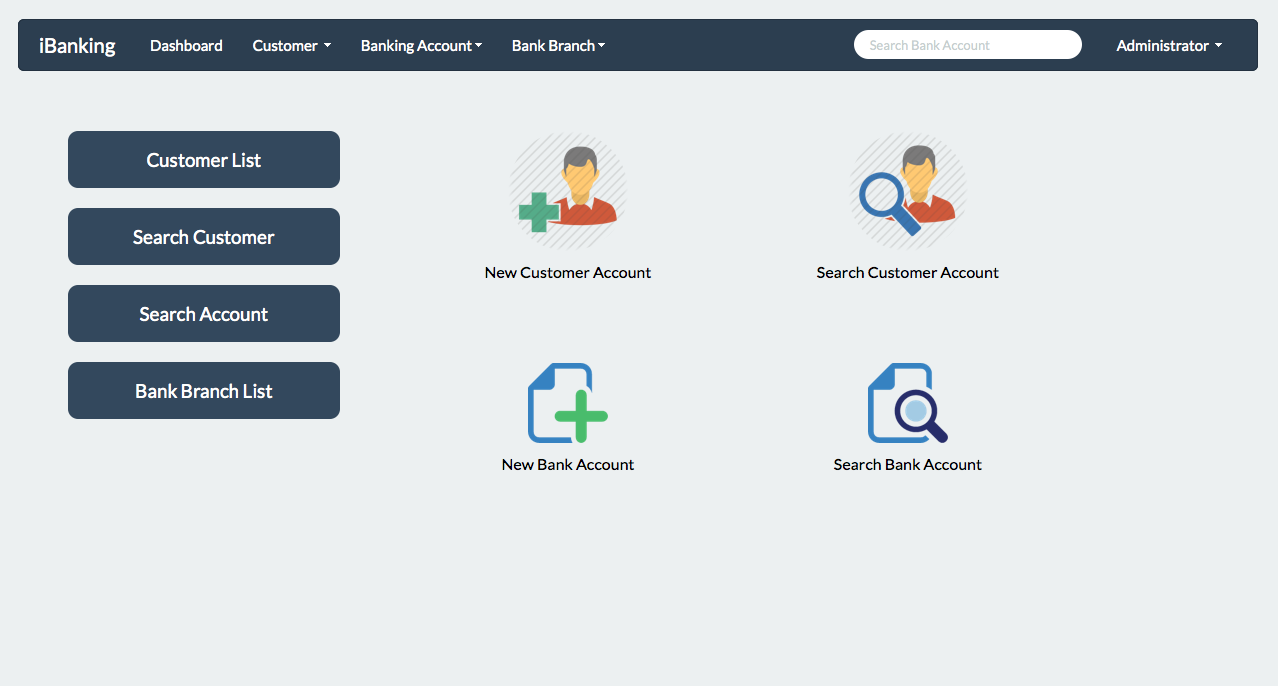 iBanking Dashboard Customer Banking Account Bank Branch Search Bank Account Administrator
Customer List
Search Customer
Search Account
Bank Branch List
New Customer Account
Search Customer Account
New Bank Account
Search Bank Account